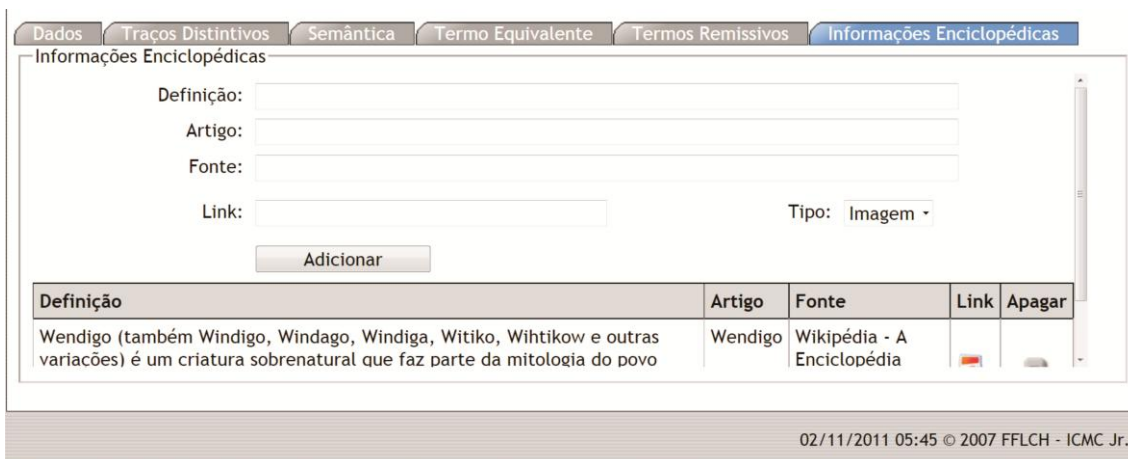 Dados Traços Distintivos Semântica Termo Equivalente Termos Remissivos Informações Enciclopédicas
Informações Enciclopédicas
Definição:
Artigo:
Fonte:
Link: Tipo: Imagem
Adicionar
Definição Artigo Fonte Link Apagar
Wendigo (também Windigo, Windago, Windiga, Witiko, Wihtikow e outras Wendigo Wikipédia - A
variações) é um criatura sobrenatural que faz parte da mitologia do povo Enciclopédia
02/11/2011 05:45 © 2007 FFLCH - ICMC Jr.